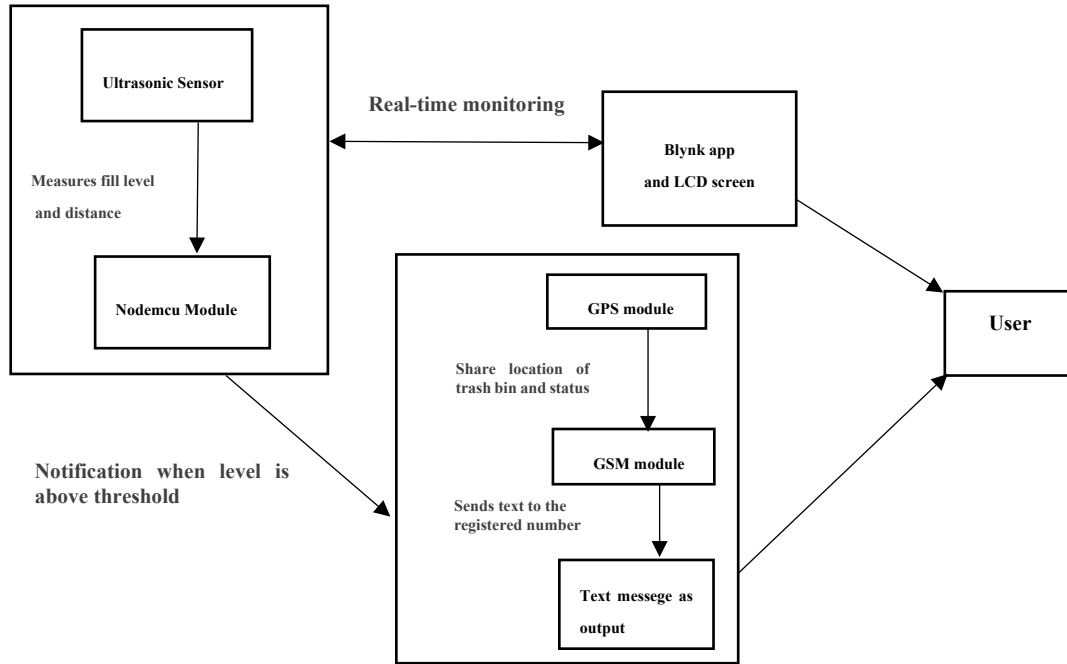 Ultrasonic Sensor
Measures fill level
and distance
Nodemcu Module
Real-time monitoring
Blynk app
and LCD screen
Notification when level is
above threshold
GPS module
Share location of
trash bin and status
GSM module
Sends text to the
registered number
Text messege as
output
User